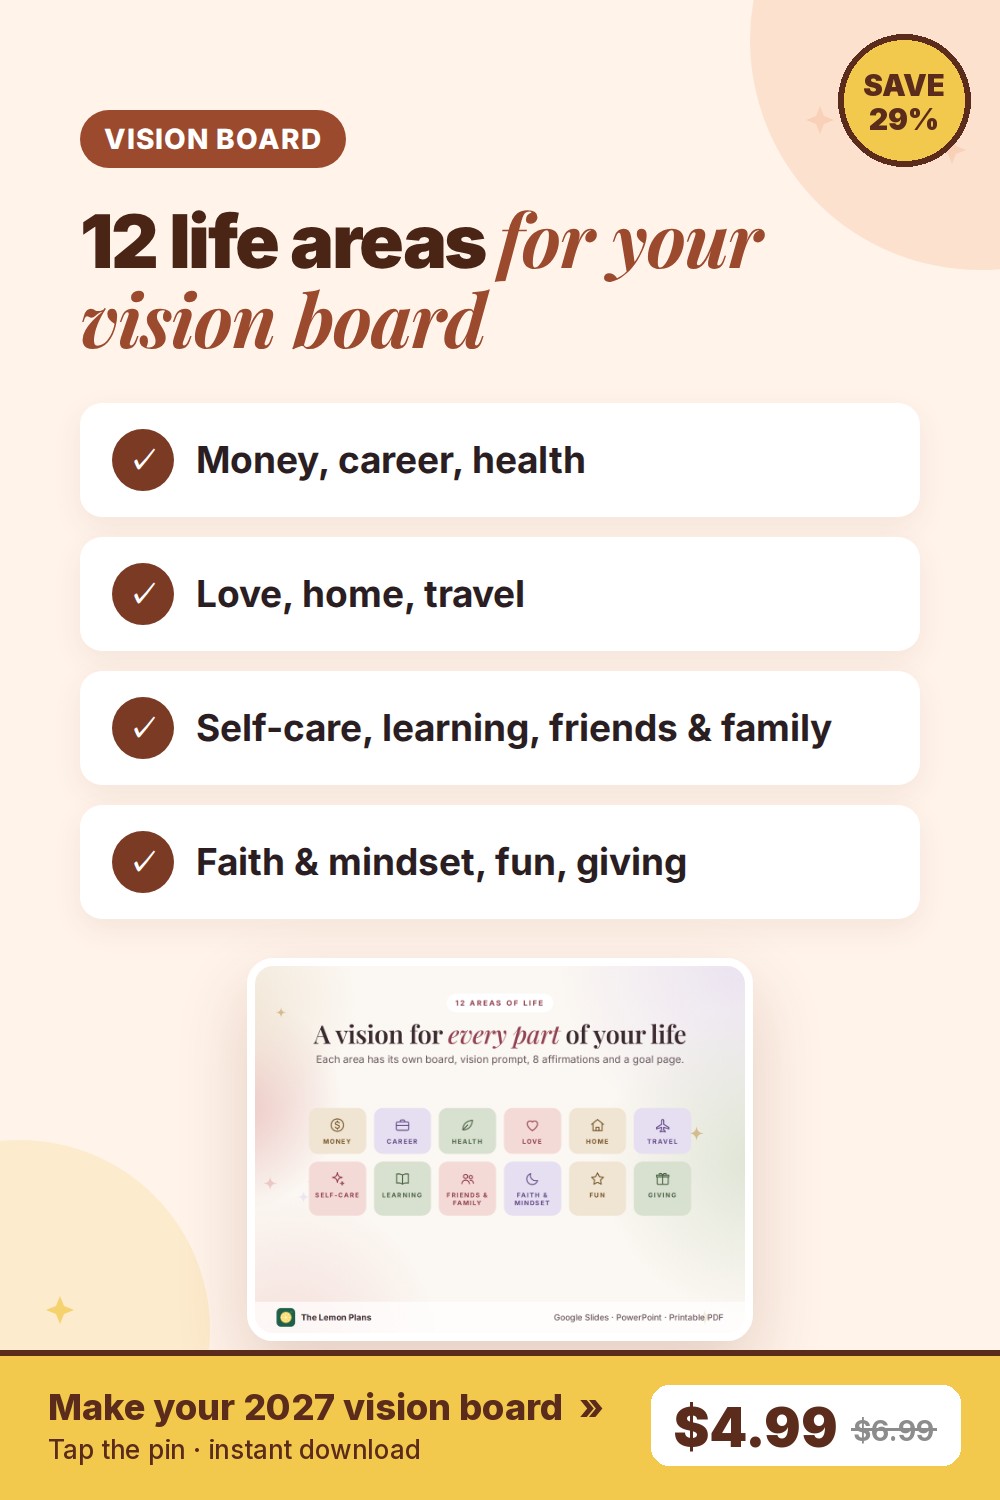 SAVE
29%
VISION BOARD
12 life areas for your
vision board
✓ Money, career, health
✓ Love, home, travel
✓ Self-care, learning, friends & family
✓ Faith & mindset, fun, giving
12 AREAS OF LIFE
A vision for every part of your life
Each area has its own board, vision prompt, 8 affirmations and a goal page.
MONEY CAREER HEALTH LOVE HOME TRAVEL
SELF-CARE LEARNING FRIENDS & FAMILY FAITH & MINDSET FUN GIVING
The Lemon Plans Google Slides · PowerPoint · Printable PDF
Make your 2027 vision board »
Tap the pin · instant download
$4.99 $6.99